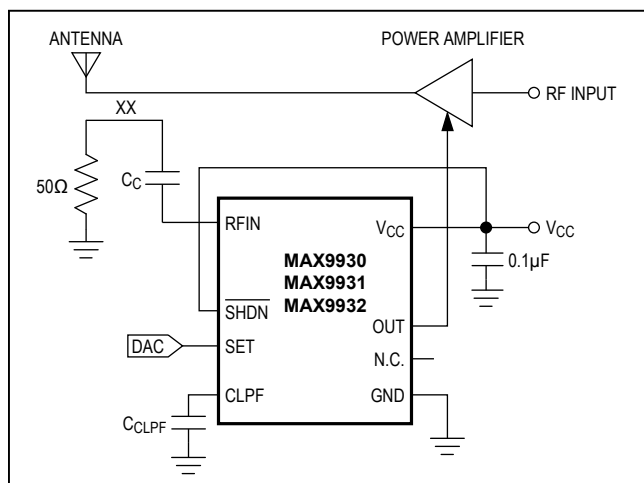 ANTENNA
POWER AMPLIFIER
RF INPUT
XX
50Ω
CC
RFIN
VCC
VCC
MAX9930
MAX9931
MAX9932
0.1µF
SHDN
OUT
DAC
SET
N.C.
CLPF
GND
CCLPF